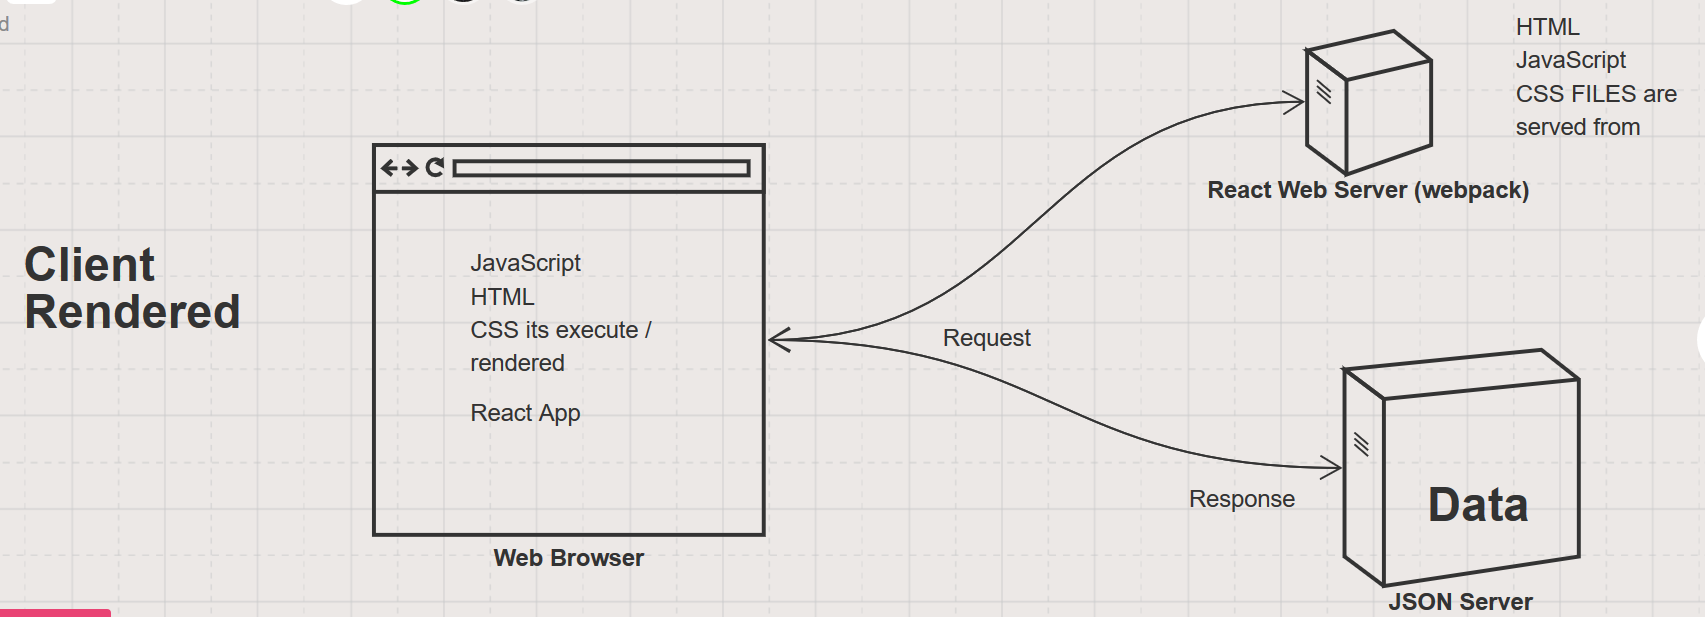 d
HTML
JavaScript
CSS FILES are
served from
React Web Server (webpack)
Client
Rendered
JavaScript
HTML
CSS its execute /
rendered
React App
Web Browser
Request
Response
Data
JSON Server